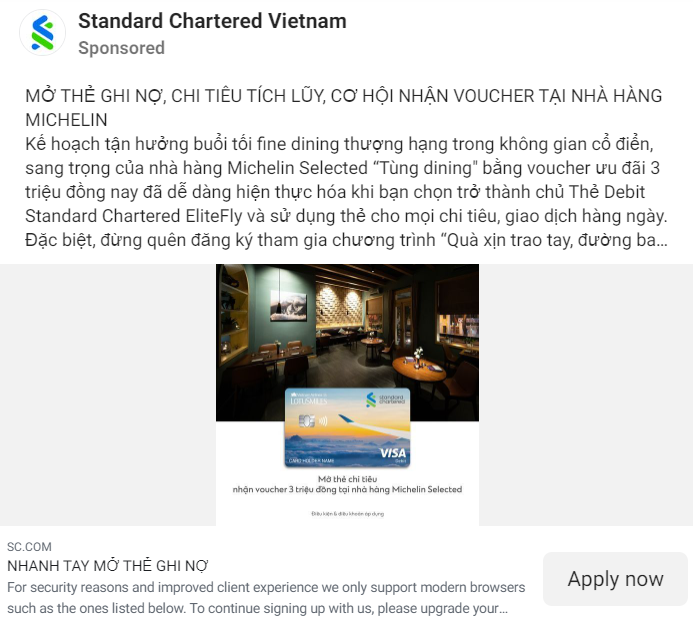 Standard Chartered Vietnam
Sponsored
MỞ THẺ GHI NỢ, CHI TIÊU TÍCH LŨY, CƠ HỘI NHẬN VOUCHER TẠI NHÀ HÀNG
MICHELIN
Kế hoạch tận hưởng buổi tối fine dining thượng hạng trong không gian cổ điển,
sang trọng của nhà hàng Michelin Selected “Tùng dining" bằng voucher ưu đãi 3
triệu đồng nay đã dễ dàng hiện thực hóa khi bạn chọn trở thành chủ Thẻ Debit
Standard Chartered EliteFly và sử dụng thẻ cho mọi chi tiêu, giao dịch hàng ngày.
Đặc biệt, đừng quên đăng ký tham gia chương trình “Quà xịn trao tay, đường ba...
LOTUSMILES
standard
chartered
CARD HOLDER NAME
VISA
Mở thẻ chi tiêu
nhận voucher 3 triệu đồng tại nhà hàng Michelin Selected
Điều kiện & điều khoản áp dụng
SC.COM
NHANH TAY MỞ THẺ GHI NỢ
For security reasons and improved client experience we only support modern browsers
such as the ones listed below. To continue signing up with us, please upgrade your...
Apply now